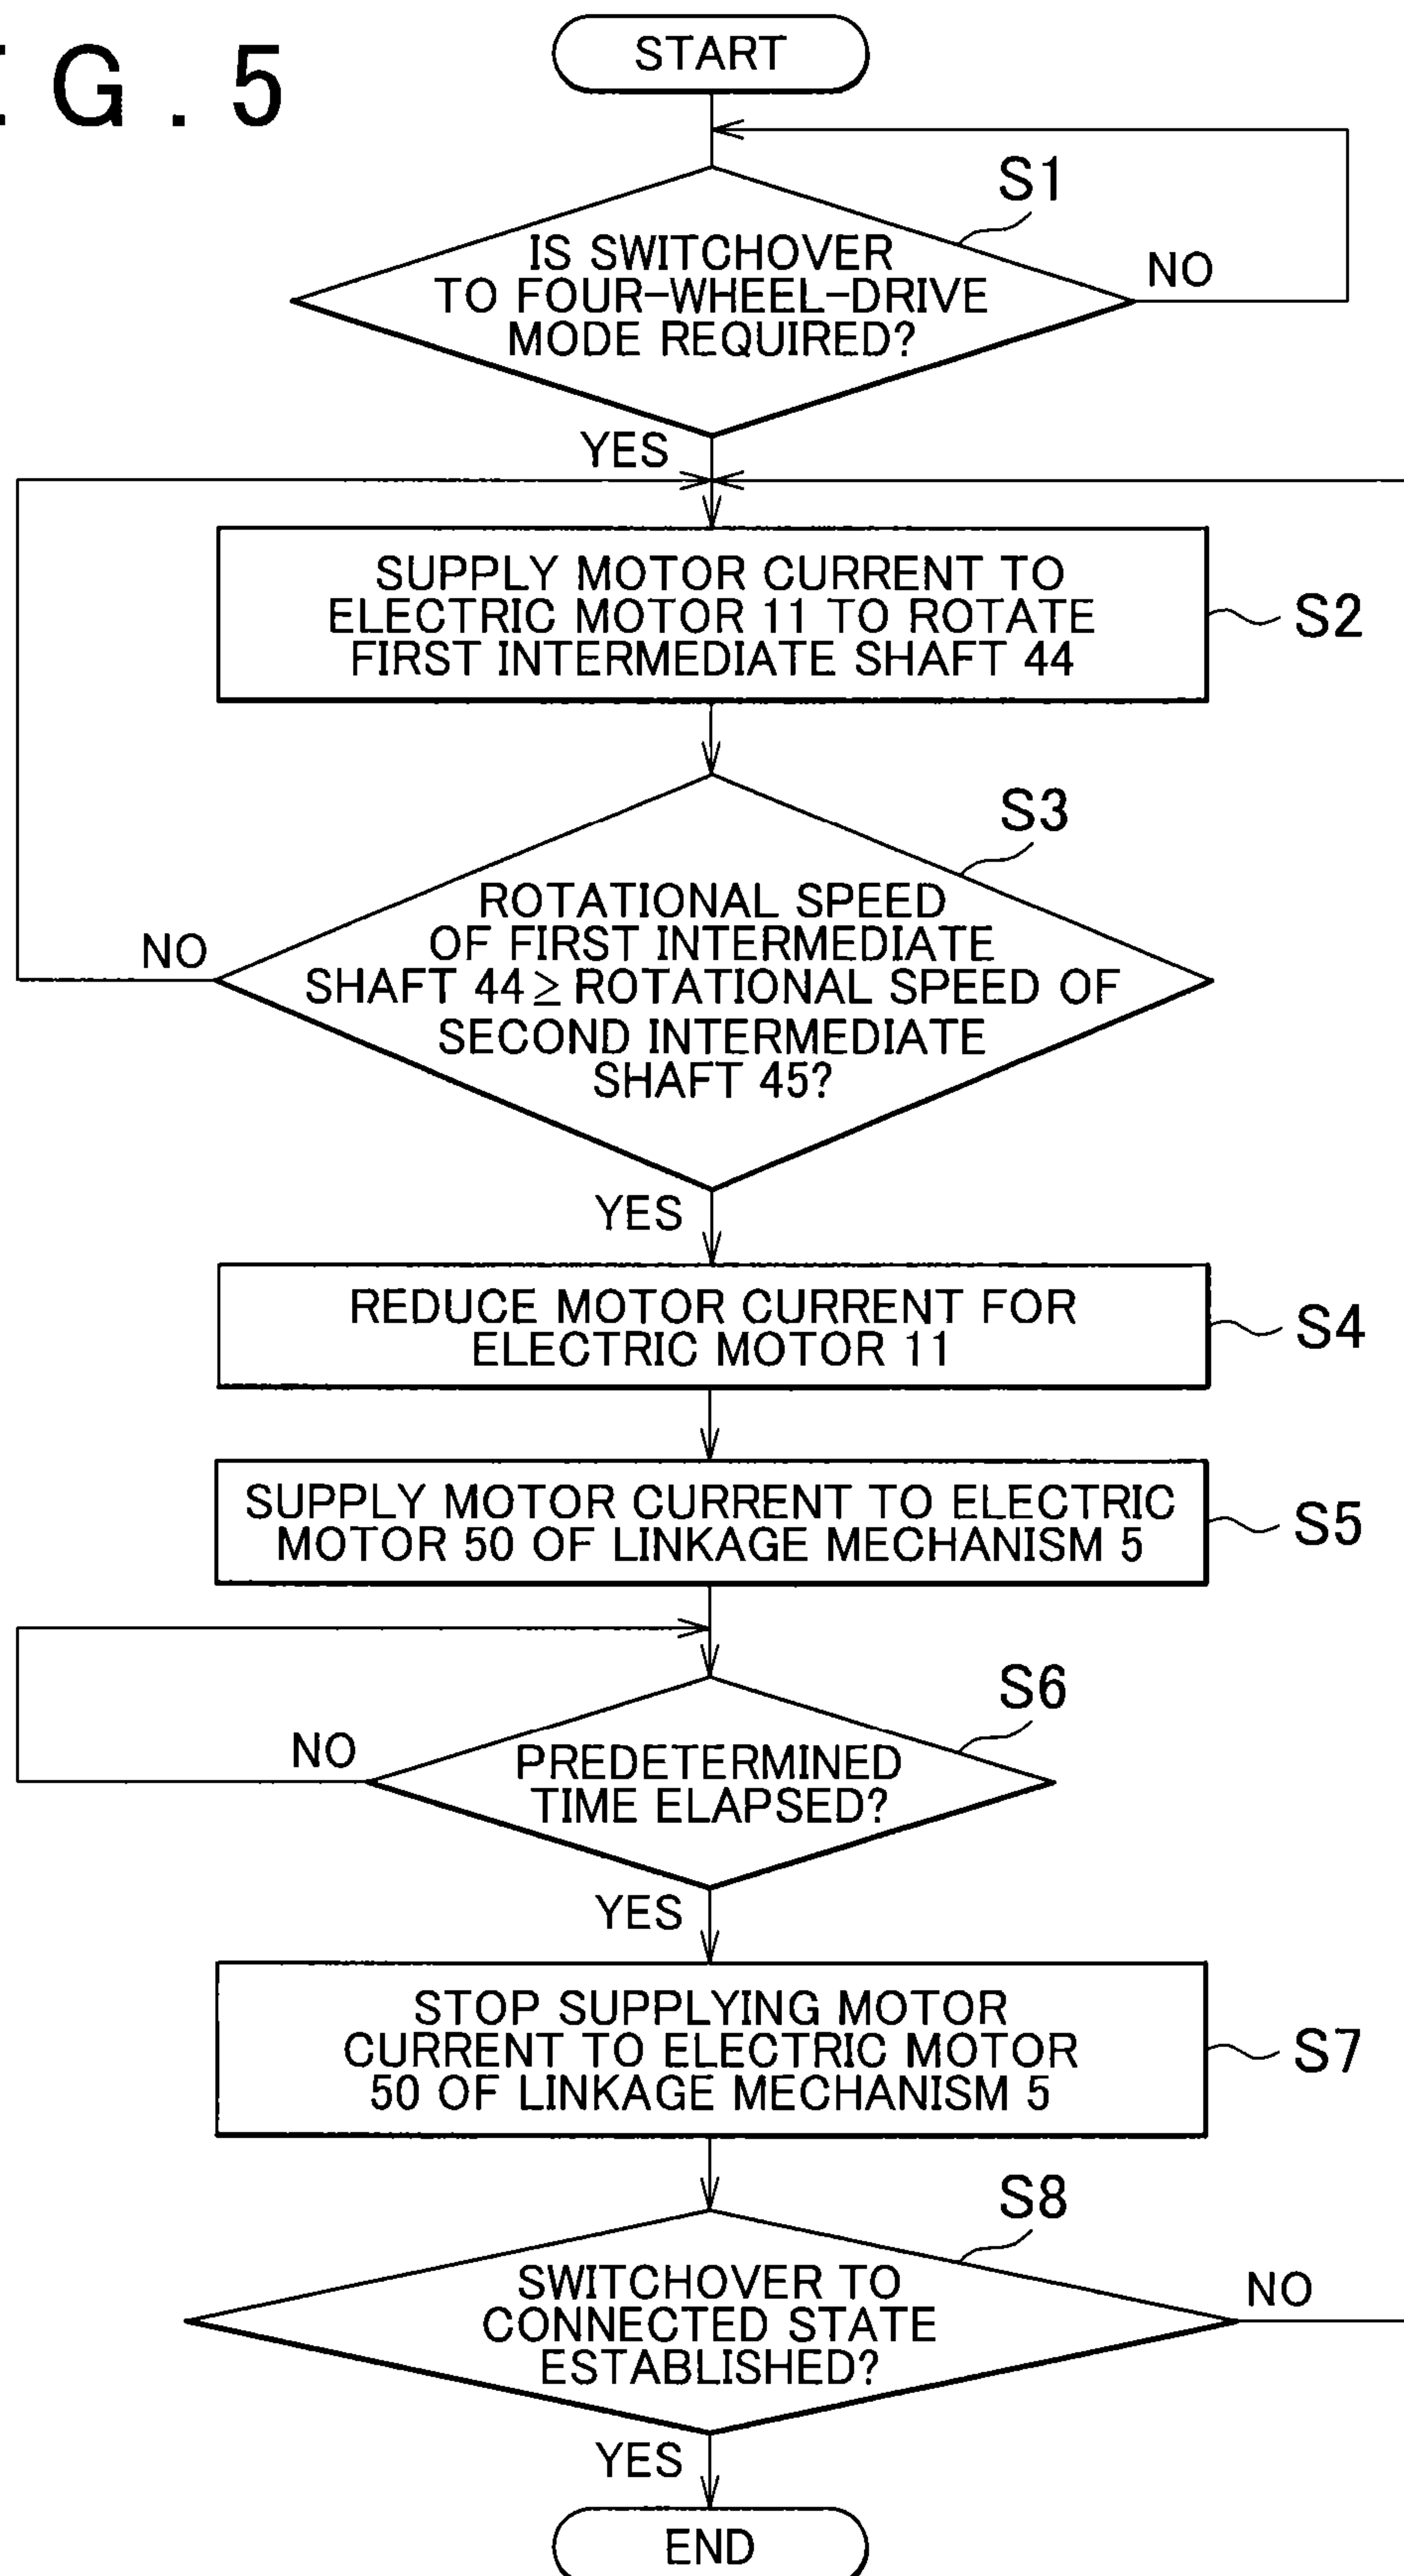 G . 5
START
S1
IS SWITCHOVER
TO FOUR-WHEEL-DRIVE
MODE REQUIRED?
NO
YES
SUPPLY MOTOR CURRENT TO
ELECTRIC MOTOR 11 TO ROTATE
FIRST INTERMEDIATE SHAFT 44
S2
S3
ROTATIONAL SPEED
OF FIRST INTERMEDIATE
SHAFT 44 ≥ ROTATIONAL SPEED OF
SECOND INTERMEDIATE
SHAFT 45?
NO
YES
REDUCE MOTOR CURRENT FOR
ELECTRIC MOTOR 11
S4
SUPPLY MOTOR CURRENT TO ELECTRIC
MOTOR 50 OF LINKAGE MECHANISM 5
S5
S6
PREDETERMINED
TIME ELAPSED?
NO
YES
STOP SUPPLYING MOTOR
CURRENT TO ELECTRIC MOTOR
50 OF LINKAGE MECHANISM 5
S7
S8
SWITCHOVER TO
CONNECTED STATE
ESTABLISHED?
NO
YES
END